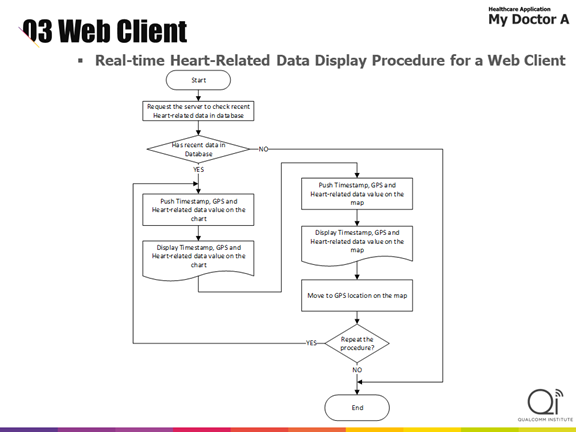 Healthcare Application
My Doctor A
03 Web Client
▪ Real-time Heart-Related Data Display Procedure for a Web Client
Start
Request the server to check recent
Heart-related data in database
Has recent data in
Database
NO
YES
Push Timestamp, GPS and
Heart-related data value on the
chart
Display Timestamp, GPS and
Heart-related data value on the
chart
Push Timestamp, GPS and
Heart-related data value on the
map
Display Timestamp, GPS and
Heart-related data value on the
map
Move to GPS location on the map
Repeat the
procedure?
YES
NO
End
Qi
QUALCOMM INSTITUTE